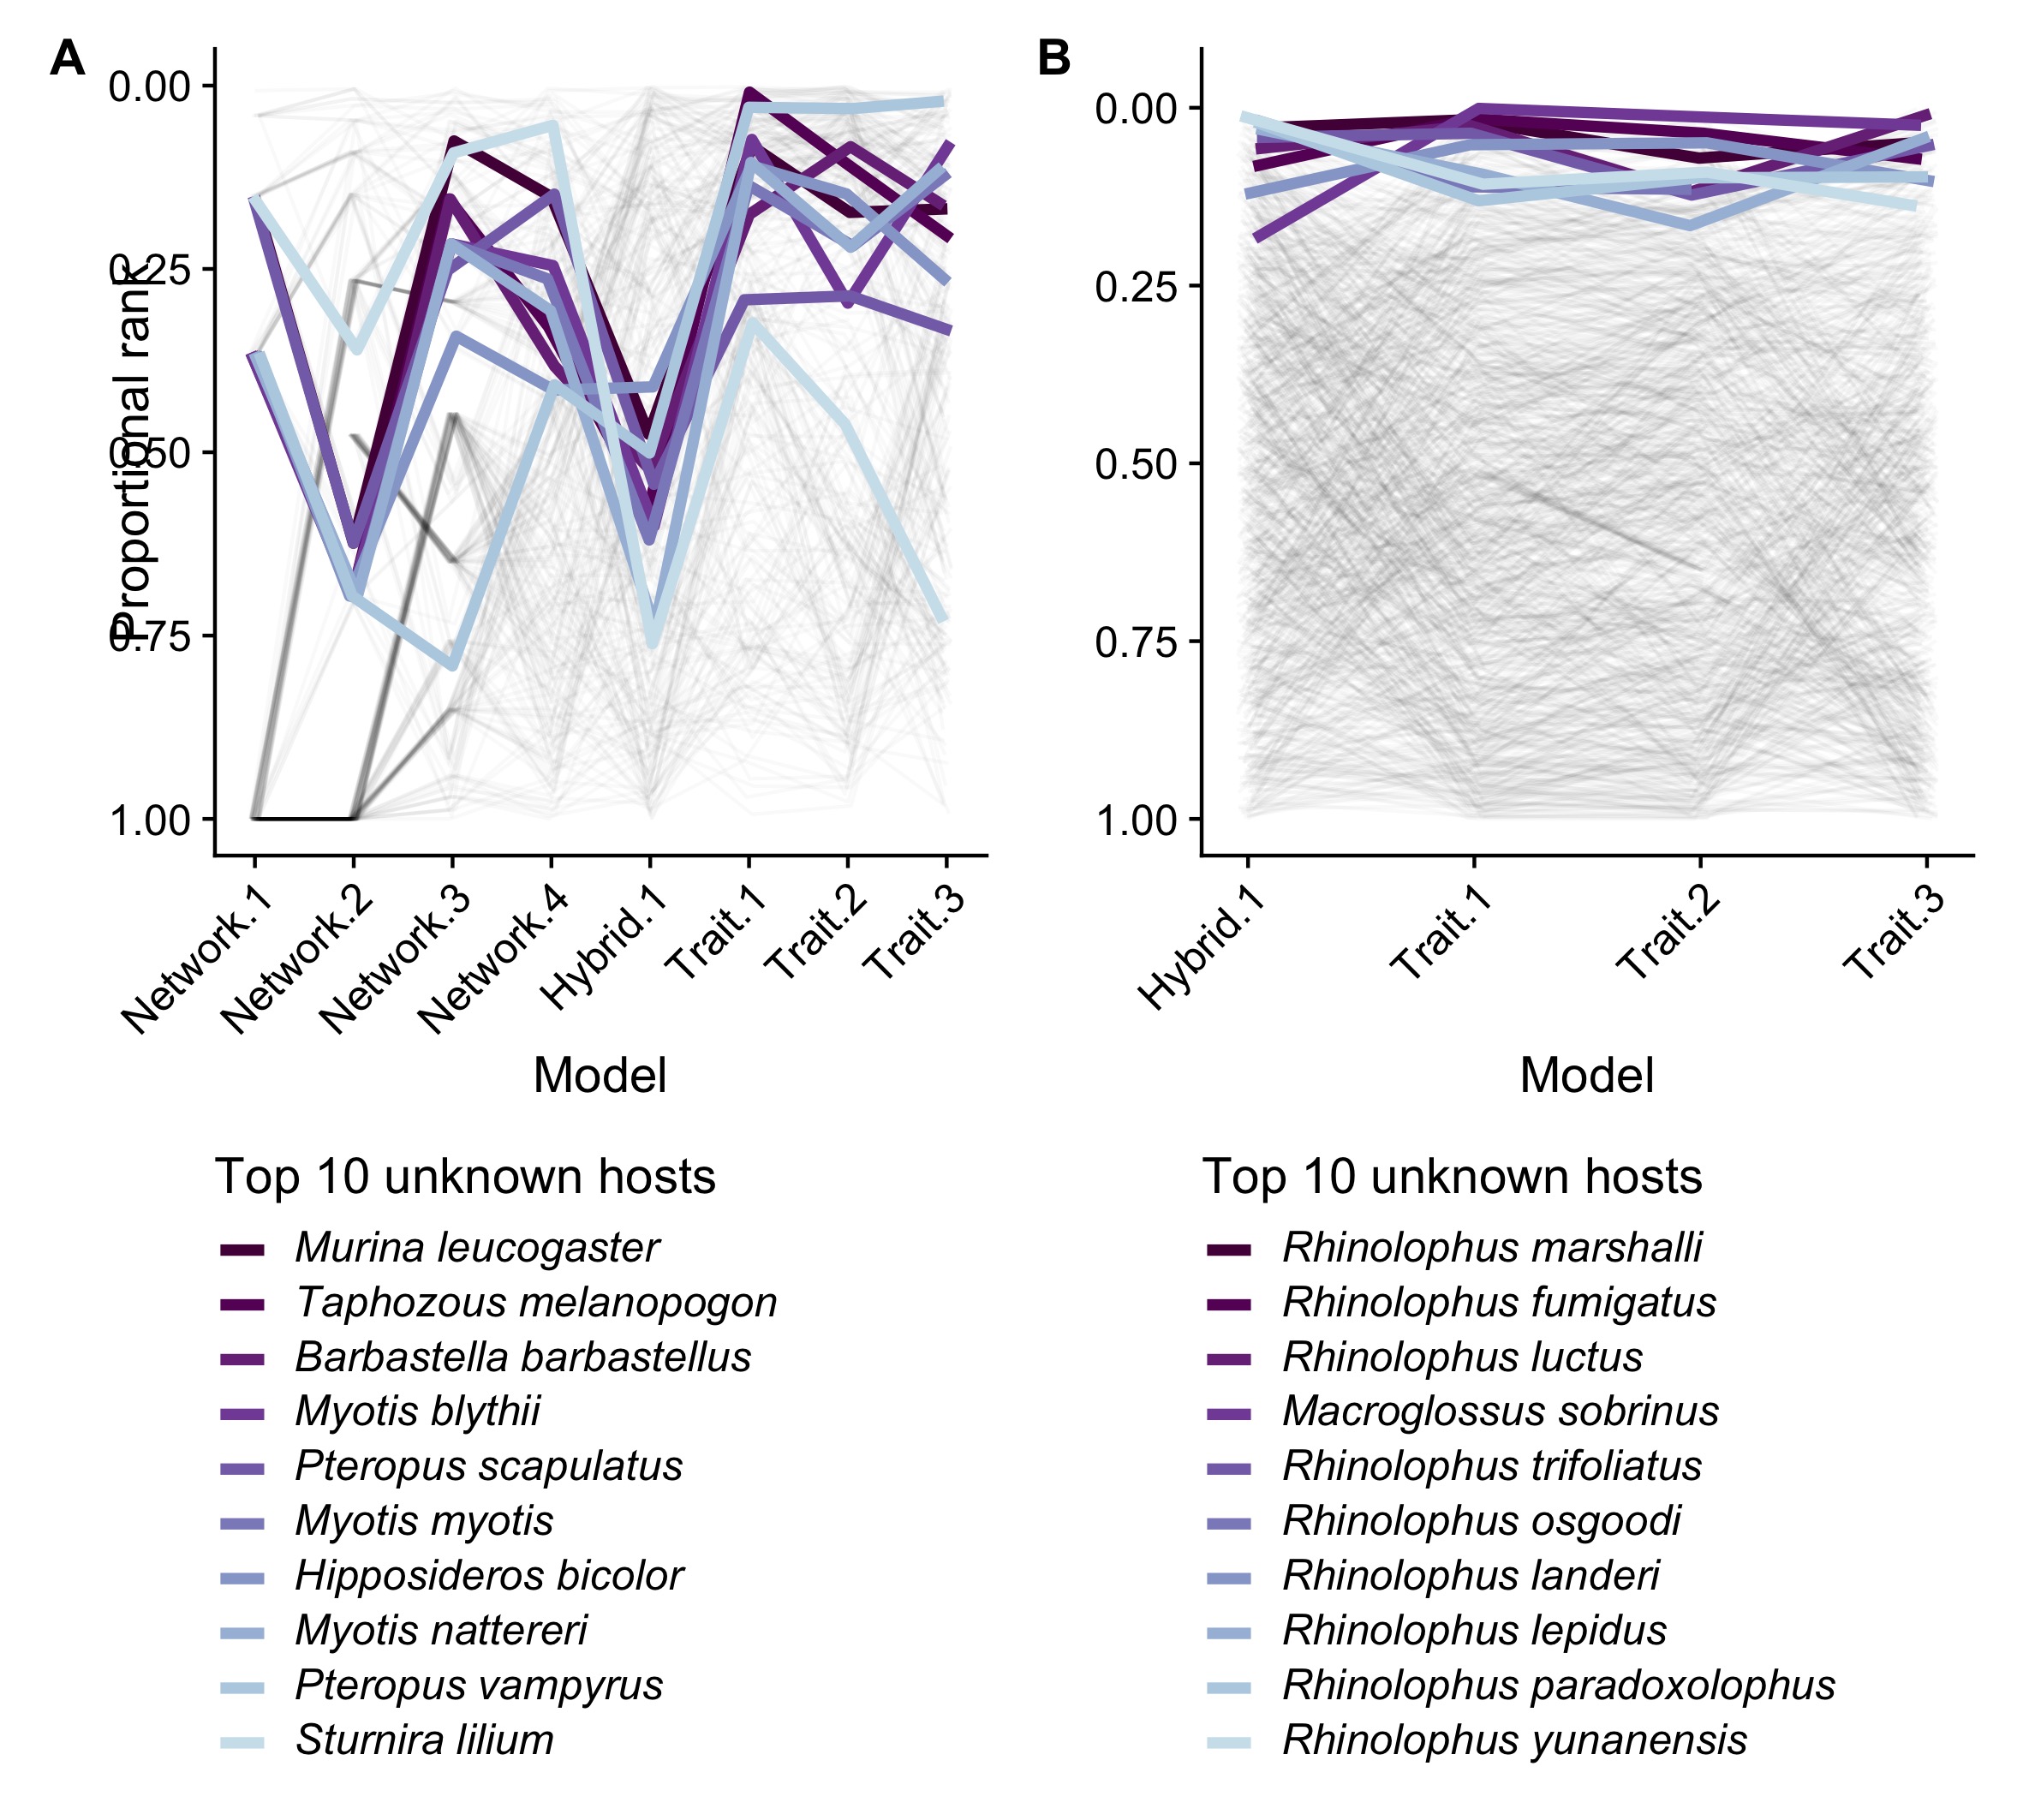 A
B
Proportional rank
0.00
0.25
0.50
0.75
1.00
Network.1
Network.2
Network.3
Network.4
Hybrid.1
Trait.1
Trait.2
Trait.3
Model
0.00
0.25
0.50
0.75
1.00
Hybrid.1
Trait.1
Trait.2
Trait.3
Model
Top 10 unknown hosts
Murina leucogaster
Taphozous melanopogon
Barbastella barbastellus
Myotis blythii
Pteropus scapulatus
Myotis myotis
Hipposideros bicolor
Myotis nattereri
Pteropus vampyrus
Sturnira lilium
Top 10 unknown hosts
Rhinolophus marshalli
Rhinolophus fumigatus
Rhinolophus luctus
Macroglossus sobrinus
Rhinolophus trifoliatus
Rhinolophus osgoodi
Rhinolophus landeri
Rhinolophus lepidus
Rhinolophus paradoxolophus
Rhinolophus yunanensis